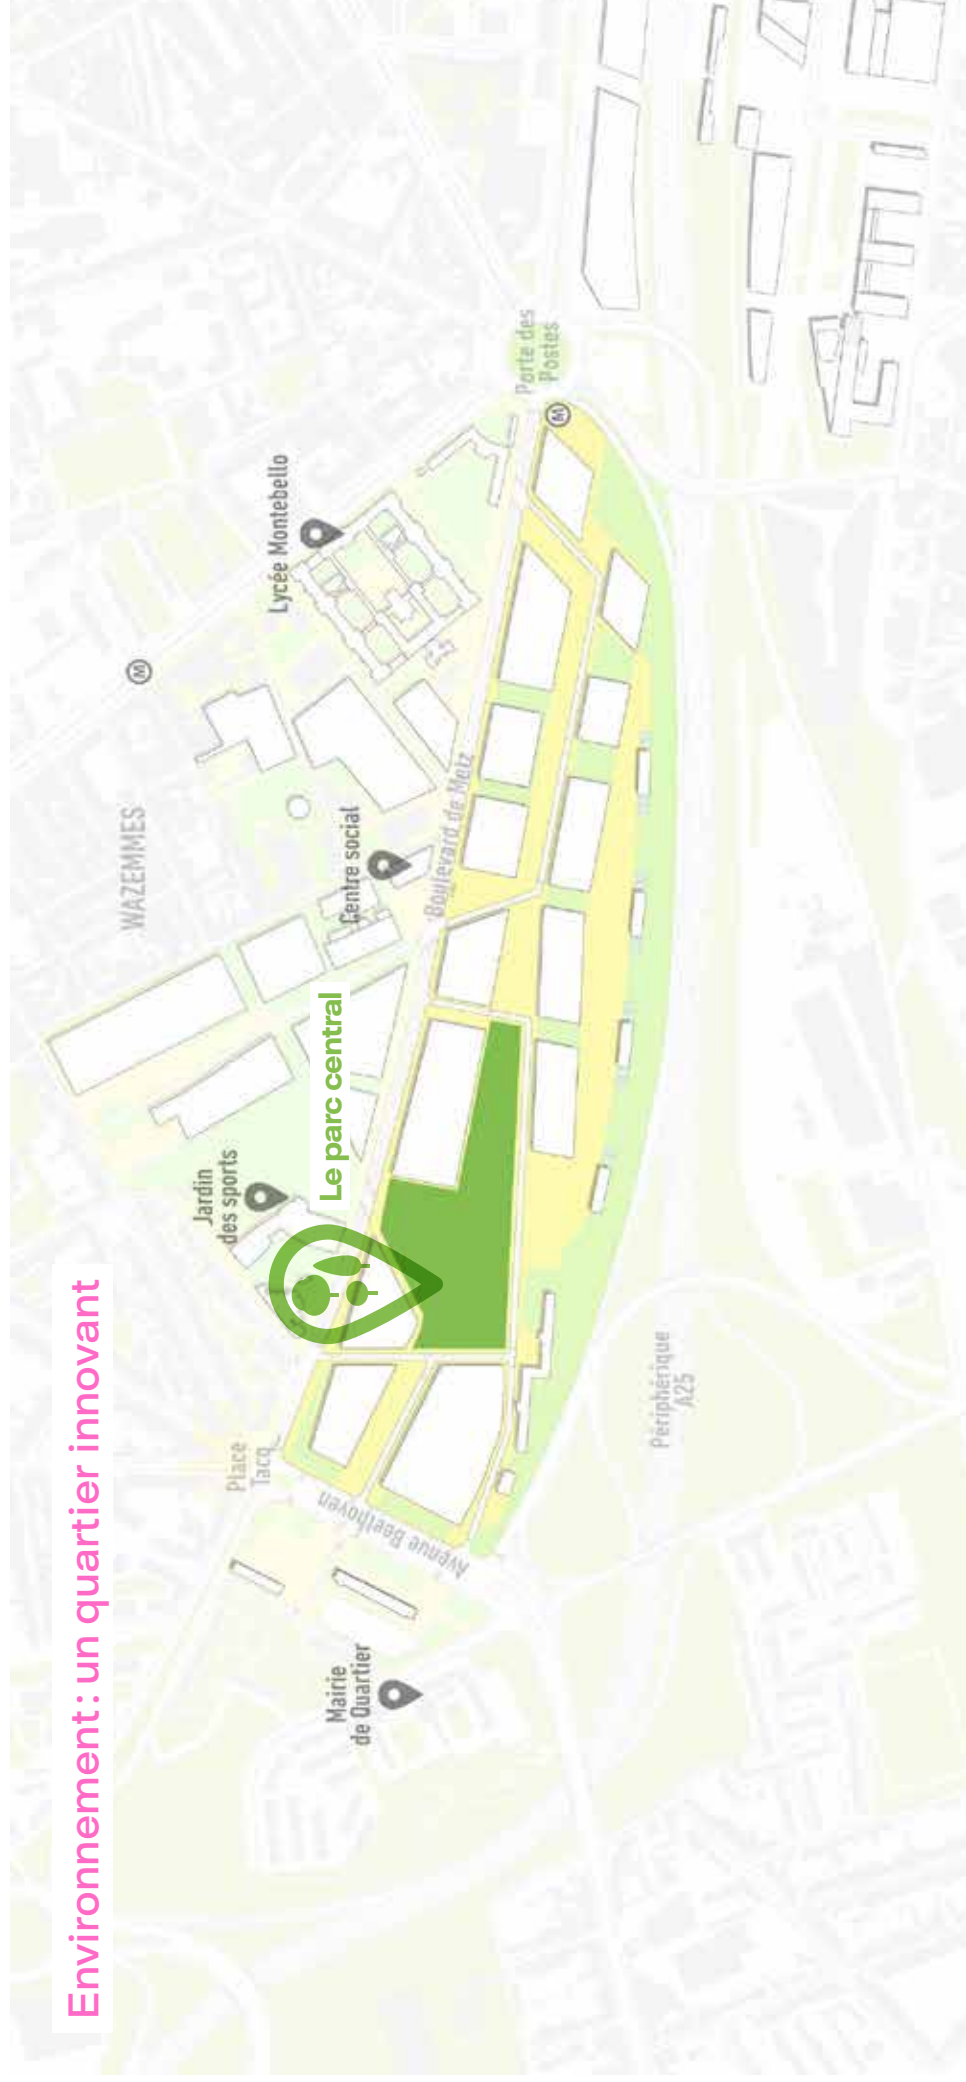 Environnement : un quartier innovant
WAZEMMES
M
Lycée Montebello
Jardin
des sports
Centre social
Le parc central
Place
Tacq
Mairie
de Quartier
Avenue Beethoven
Boulevard de Metz
Porte des
Postes
M
Périphérique
A25